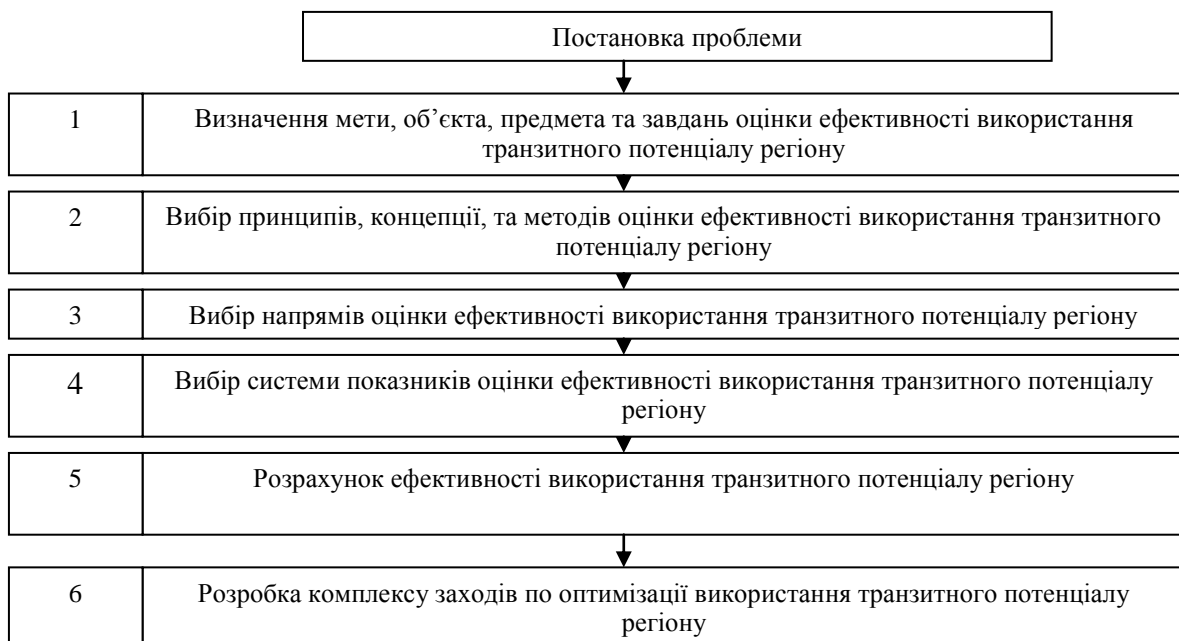 Постановка проблеми
1
Визначення мети, об’єкта, предмета та завдань оцінки ефективності використання
транзитного потенціалу регіону
2
Вибір принципів, концепції, та методів оцінки ефективності використання транзитного
потенціалу регіону
3
Вибір напрямів оцінки ефективності використання транзитного потенціалу регіону
4
Вибір системи показників оцінки ефективності використання транзитного потенціалу
регіону
5
Розрахунок ефективності використання транзитного потенціалу регіону
6
Розробка комплексу заходів по оптимізації використання транзитного потенціалу
регіону